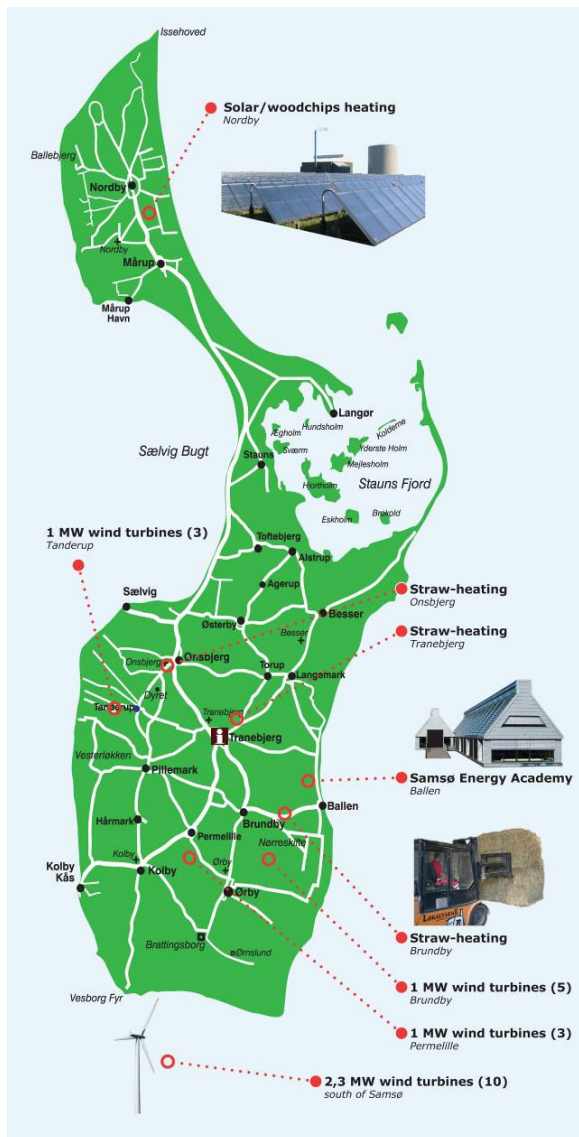 Issehoved
Solar/woodchips heating
Nordby
Ballebjerg
Nordby
Nordby
Mårup
Mårup
Havn
Langør
Kolderne
Hundsholm
Ægholm
Sværm
Yderste Holm
Sælvig Bugt
Stauns
Mejlesholm
Hjortholm
Stauns Fjord
Eskholm
Brokold
1 MW wind turbines (3)
Tanderup
Toftebjerg
Alstrup
Agerup
Sælvig
Straw-heating
Onsbjerg
Østerby
Besser
Besser
Straw-heating
Tranebjerg
Onsbjerg
Onsbjerg
Torup
Langemark
Dyret
Tanderup
Tranebjerg
i Tranebjerg
Vesterløkken
Pillemark
Samsø Energy Academy
Ballen
Ballen
Hårmark
Brundby
Permelille
Nørreskifte
Kolby
Kås
Kolby
Kolby
Ørby
Ørby
LOKALTRAFIK
Straw-heating
Brundby
Brattingsborg
Ørnslund
1 MW wind turbines (5)
Brundby
Vesborg Fyr
1 MW wind turbines (3)
Permelille
2,3 MW wind turbines (10)
south of Samsø